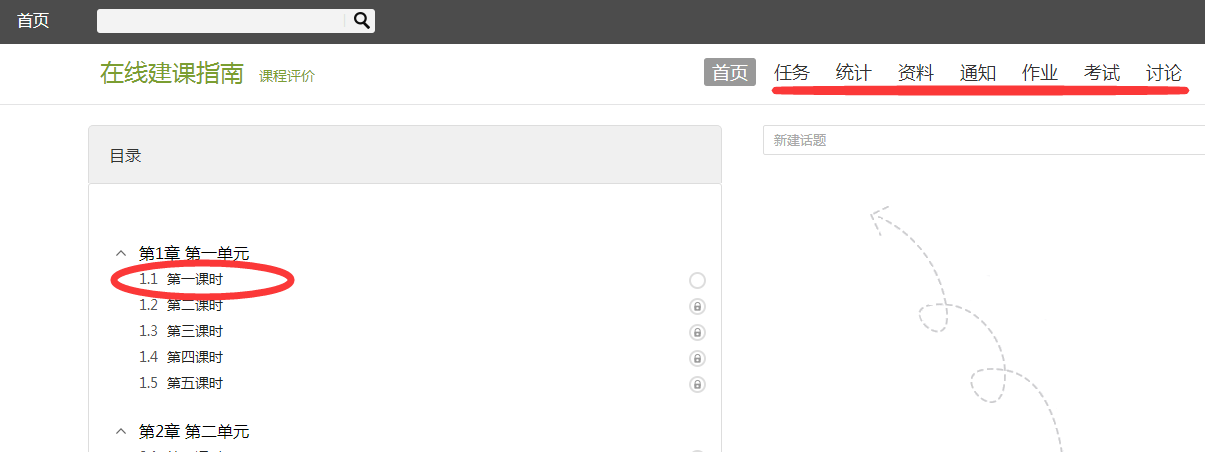 首页
在线建课指南 课程评价
首页 任务 统计 资料 通知 作业 考试 讨论
目录
新建话题
第1章 第一单元
1.1 第一课时
1.2 第二课时
1.3 第三课时
1.4 第四课时
1.5 第五课时
第2章 第二单元